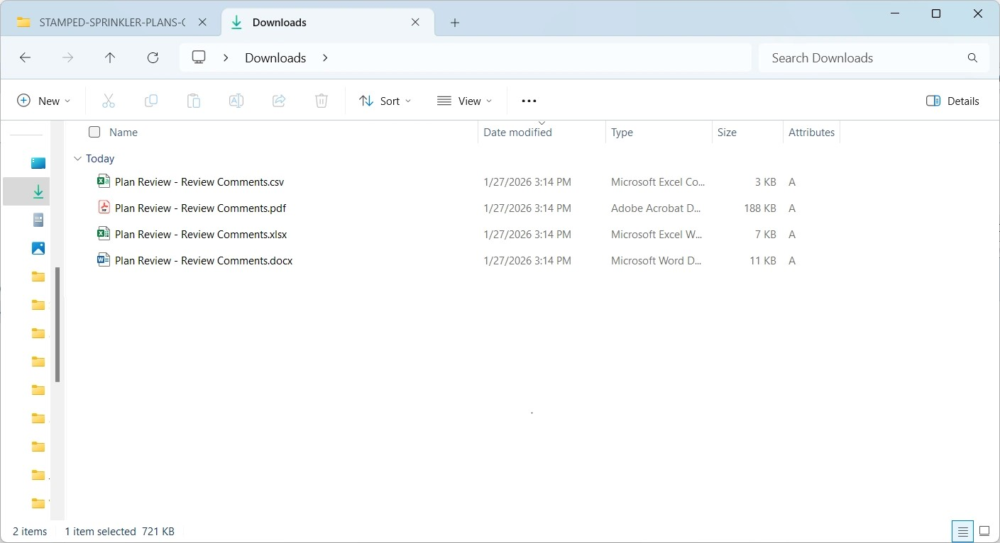 STAMPED-SPRINKLER-PLANS-C
Downloads
Downloads
Search Downloads
New
Sort
View
Details
Name Date modified Type Size Attributes
Today
Plan Review - Review Comments.csv 1/27/2026 3:14 PM Microsoft Excel Co... 3 KB A
Plan Review - Review Comments.pdf 1/27/2026 3:14 PM Adobe Acrobat D... 188 KB A
Plan Review - Review Comments.xlsx 1/27/2026 3:14 PM Microsoft Excel W... 7 KB A
Plan Review - Review Comments.docx 1/27/2026 3:14 PM Microsoft Word D... 11 KB A
2 items 1 item selected 721 KB